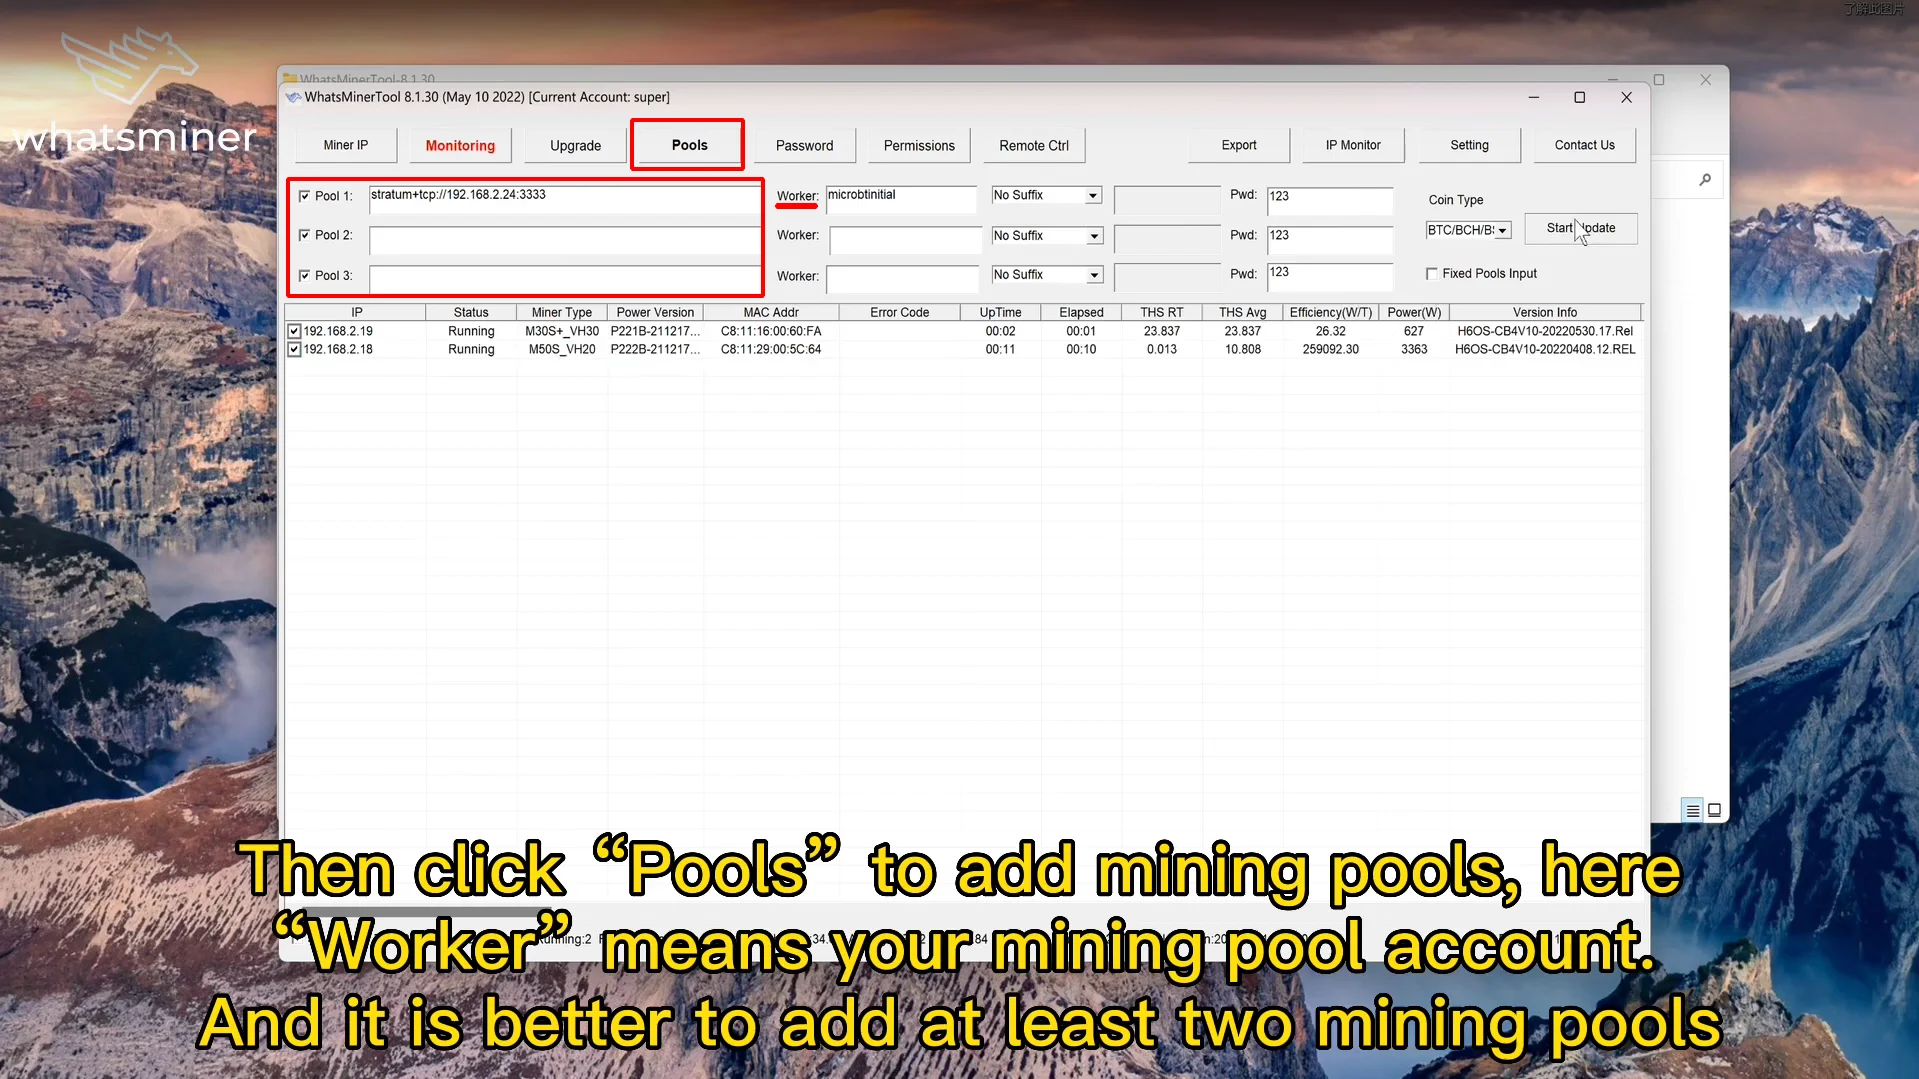 了解此图片
whatsminer
WhatsMinerTool-8.1.30
WhatsMinerTool 8.1.30 (May 10 2022) [Current Account: super]
Miner IP Monitoring Upgrade Pools Password Permissions Remote Ctrl Export IP Monitor Setting Contact Us
Pool 1: stratum+tcp://192.168.2.24:3333 Worker: microbtinitial No Suffix Pwd: 123
Coin Type
Pool 2: Worker: No Suffix Pwd: 123 BTC/BCH/B Start Update
Pool 3: Worker: No Suffix Pwd: 123 Fixed Pools Input
IP Status Miner Type Power Version MAC Addr Error Code UpTime Elapsed THS RT THS Avg Efficiency(W/T) Power(W) Version Info
192.168.2.19 Running M30S+_VH30 P221B-211217... C8:11:16:00:60:FA 00:02 00:01 23.837 23.837 26.32 627 H6OS-CB4V10-20220530.17.Rel
192.168.2.18 Running M50S_VH20 P222B-211217... C8:11:29:00:5C:64 00:11 00:10 0.013 10.808 259092.30 3363 H6OS-CB4V10-20220408.12.REL
Then click “Pools” to add mining pools, here
“Worker” means your mining pool account.
And it is better to add at least two mining pools